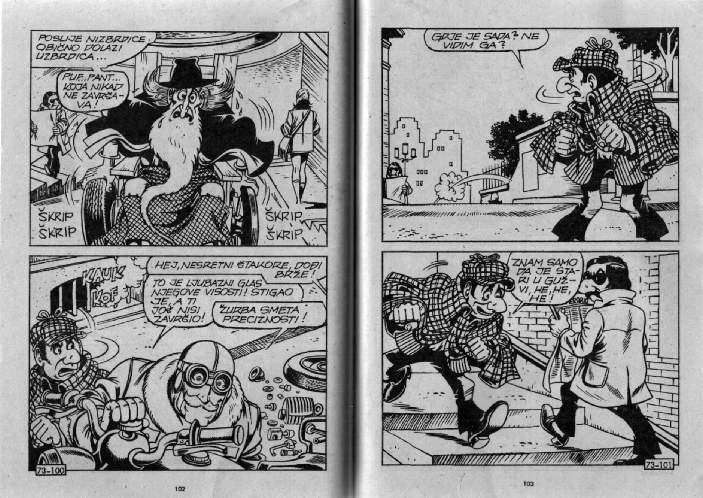 POSLIJE NIZBRDICE,
OBIČNO DOLAZI
UZBRDICA...
PUF, PANT...
KOJA NIKAD
NE ZAVRŠA-
VA!
ŠKRIP
ŠKRIP
ŠKRIP
ŠKRIP
HEJ, NESRETNI ŠTAKORE, DOĐI
BRŽE!
TO JE LJUBAZNI GLAS
NJEGOVE VISOSTI! STIGAO
JE, A TI
JOŠ NISI
ZAVRŠIO!
ŽURBA SMETA
PRECIZNOSTI!
KAUK
73-100
102
GDJE JE SADA? NE
VIDIM GA?
ZNAM SAMO
DA JE STA-
RI U GUŽ-
VI, HE, HE,
HE!
73-101
103